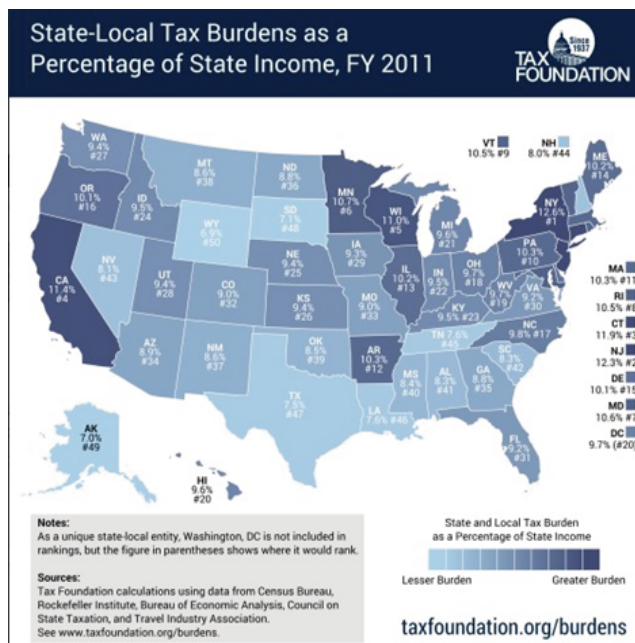 State-Local Tax Burdens as a
Percentage of State Income, FY 2011
Since
1937
TAX
FOUNDATION
WA
9.4%
#27
MT
8.6%
#38
ND
8.8%
#36
MN
10.7%
#6
VT
10.5% #9
NH
8.0% #44
ME
10.2%
#14
OR
10.1%
#16
ID
9.5%
#24
WY
6.9%
#50
SD
7.1%
#48
WI
11.0%
#5
MI
9.6%
#21
NY
12.6%
#1
CA
11.4%
#4
NV
8.1%
#43
UT
9.4%
#28
CO
9.0%
#32
NE
9.4%
#25
KS
9.4%
#26
IA
9.3%
#29
MO
9.0%
#33
IL
10.2%
#13
IN
9.5%
#22
OH
9.7%
#18
PA
10.3%
#10
WV
9.7%
#19
VA
9.2%
#30
KY
9.5% #23
NC
9.8% #17
TN 7.6%
#45
SC
8.3%
#42
AZ
8.9%
#34
NM
8.6%
#37
OK
8.5%
#39
AR
10.3%
#12
MS
8.4%
#40
AL
8.3%
#41
GA
8.8%
#35
TX
7.5%
#47
LA
7.6% #46
FL
9.2%
#31
AK
7.0%
#49
HI
9.6%
#20
MA
10.3% #11
RI
10.5% #8
CT
11.9% #3
NJ
12.3% #2
DE
10.1% #15
MD
10.6% #7
DC
9.7% (#20)
Notes:
As a unique state-local entity, Washington, DC is not included in
rankings, but the figure in parentheses shows where it would rank.
Sources:
Tax Foundation calculations using data from Census Bureau,
Rockefeller Institute, Bureau of Economic Analysis, Council on
State Taxation, and Travel Industry Association.
See www.taxfoundation.org/burdens.
State and Local Tax Burden
as a Percentage of State Income
Lesser Burden
Greater Burden
taxfoundation.org/burdens